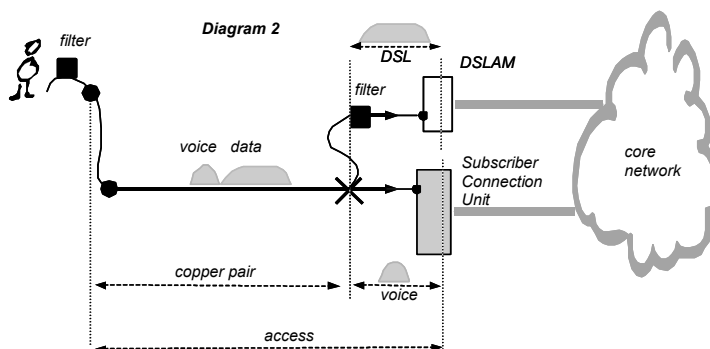 Diagram 2
filter
DSL
DSLAM
filter
voice data
Subscriber
Connection
Unit
core
network
copper pair
voice
access